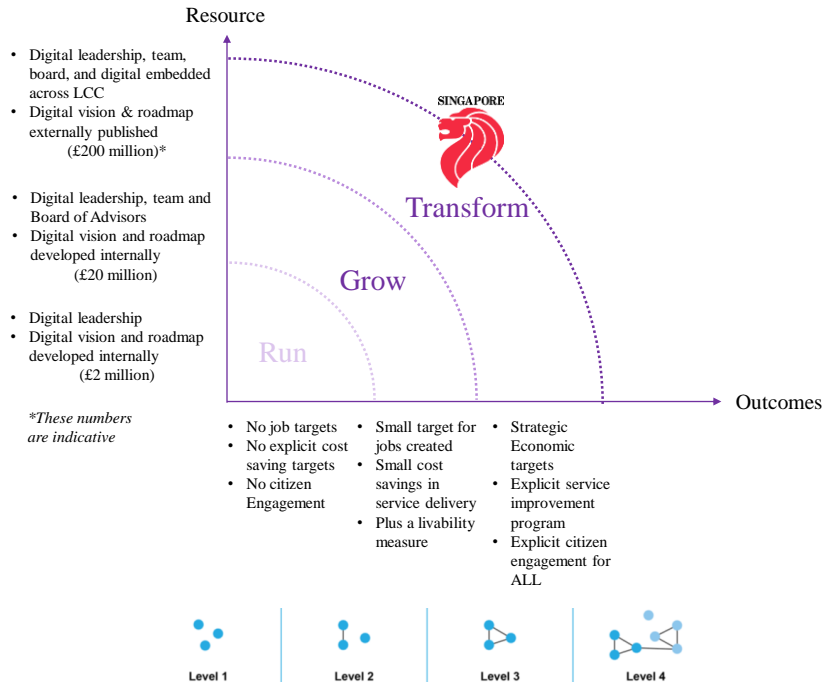 Resource
• Digital leadership, team,
board, and digital embedded
across LCC
• Digital vision & roadmap
externally published
(£200 million)*
• Digital leadership, team and
Board of Advisors
• Digital vision and roadmap
developed internally
(£20 million)
• Digital leadership
• Digital vision and roadmap
developed internally
(£2 million)
*These numbers
are indicative
SINGAPORE
Transform
Grow
Run
Outcomes
• No job targets
• No explicit cost
saving targets
• No citizen
Engagement
• Small target for
jobs created
• Small cost
savings in
service delivery
• Plus a livability
measure
• Strategic
Economic
targets
• Explicit service
improvement
program
• Explicit citizen
engagement for
ALL
Level 1
Level 2
Level 3
Level 4